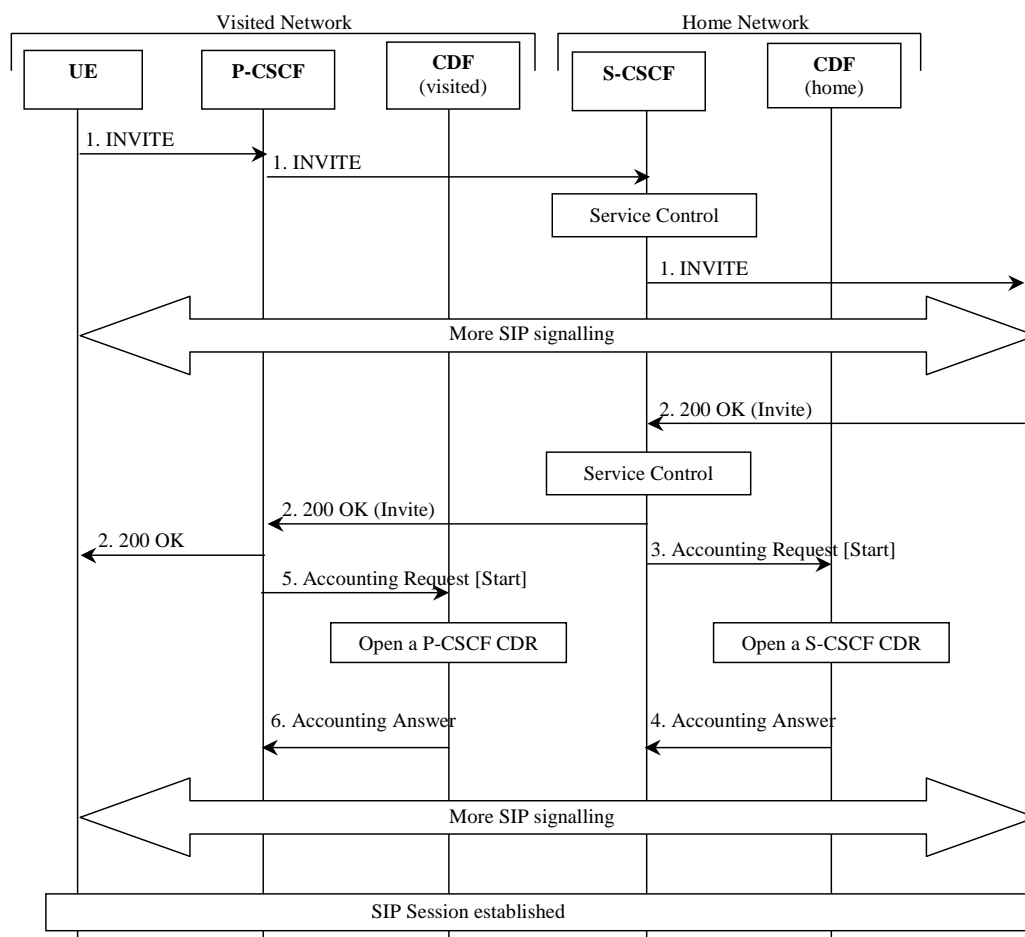 Visited Network
Home Network
UE
P-CSCF
CDF
(visited)
S-CSCF
CDF
(home)
1. INVITE
1. INVITE
Service Control
1. INVITE
More SIP signalling
2. 200 OK (Invite)
Service Control
2. 200 OK (Invite)
2. 200 OK
3. Accounting Request [Start]
5. Accounting Request [Start]
Open a P-CSCF CDR
Open a S-CSCF CDR
6. Accounting Answer
4. Accounting Answer
More SIP signalling
SIP Session established